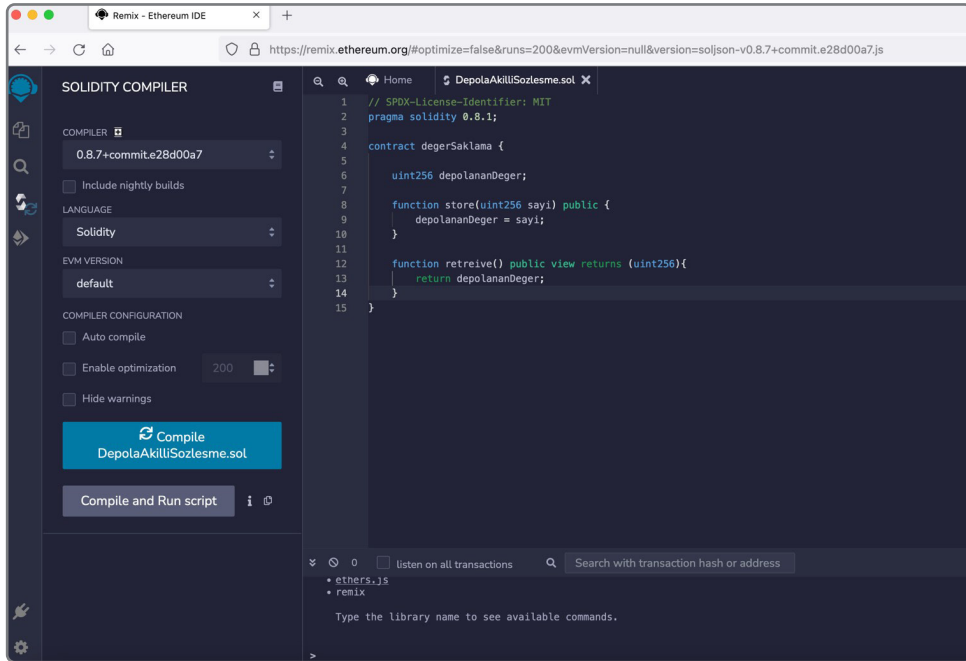 Remix - Ethereum IDE
https://remix.ethereum.org/#optimize=false&runs=200&evmVersion=null&version=soljson-v0.8.7+commit.e28d00a7.js
SOLIDITY COMPILER
COMPILER
0.8.7+commit.e28d00a7
Include nightly builds
LANGUAGE
Solidity
EVM VERSION
default
COMPILER CONFIGURATION
Auto compile
Enable optimization 200
Hide warnings
Compile
DepolaAkilliSozlesme.sol
Compile and Run script
Home DepolaAkilliSozlesme.sol
1 // SPDX-License-Identifier: MIT
2 pragma solidity 0.8.1;
3
4 contract degerSaklama {
5
6 uint256 depolananDeger;
7
8 function store(uint256 sayi) public {
9 depolananDeger = sayi;
10 }
11
12 function retreive() public view returns (uint256){
13 return depolananDeger;
14 }
15 }
0 listen on all transactions Search with transaction hash or address
• ethers.js
• remix
Type the library name to see available commands.
>